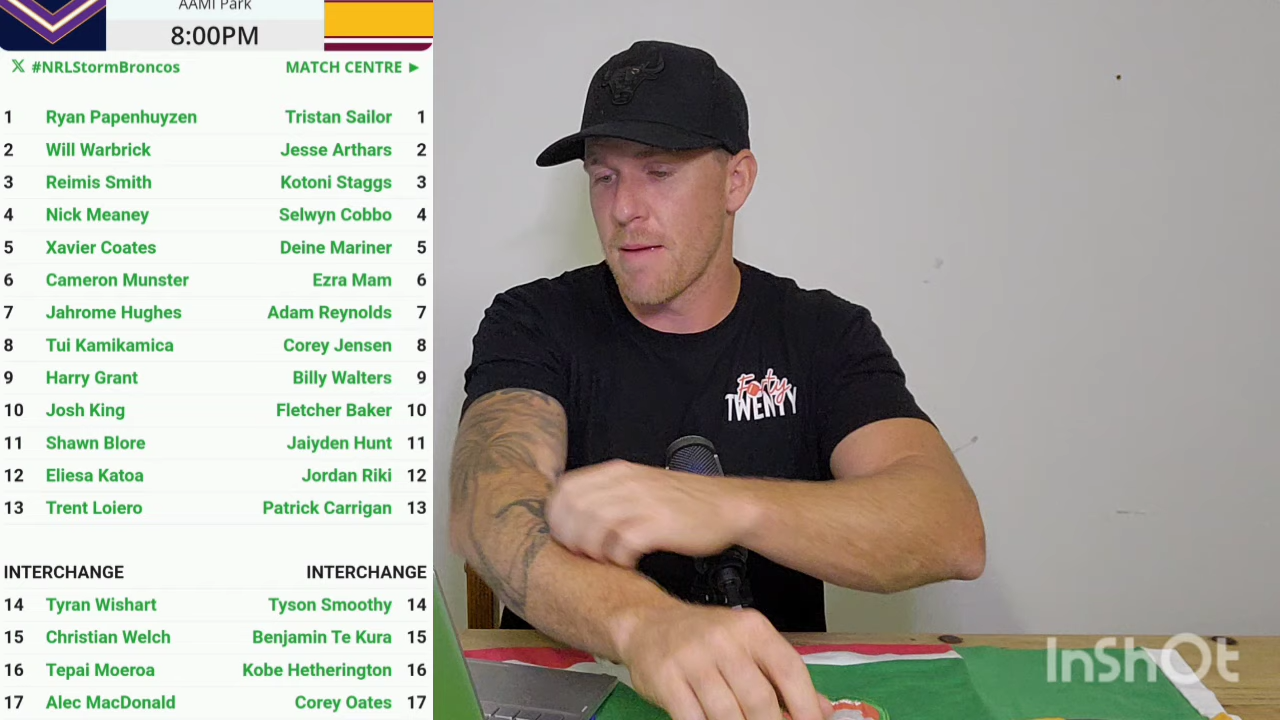 AAMI Park
8:00PM
X #NRLStormBroncos MATCH CENTRE ►
1 Ryan Papenhuyzen Tristan Sailor 1
2 Will Warbrick Jesse Arthars 2
3 Reimis Smith Kotoni Staggs 3
4 Nick Meaney Selwyn Cobbo 4
5 Xavier Coates Deine Mariner 5
6 Cameron Munster Ezra Mam 6
7 Jahrome Hughes Adam Reynolds 7
8 Tui Kamikamica Corey Jensen 8
9 Harry Grant Billy Walters 9
10 Josh King Fletcher Baker 10
11 Shawn Blore Jaiyden Hunt 11
12 Eliesa Katoa Jordan Riki 12
13 Trent Loiero Patrick Carrigan 13
INTERCHANGE INTERCHANGE
14 Tyran Wishart Tyson Smoothy 14
15 Christian Welch Benjamin Te Kura 15
16 Tepai Moeroa Kobe Hetherington 16
17 Alec MacDonald Corey Oates 17
Forty
TWENTY
InShOt